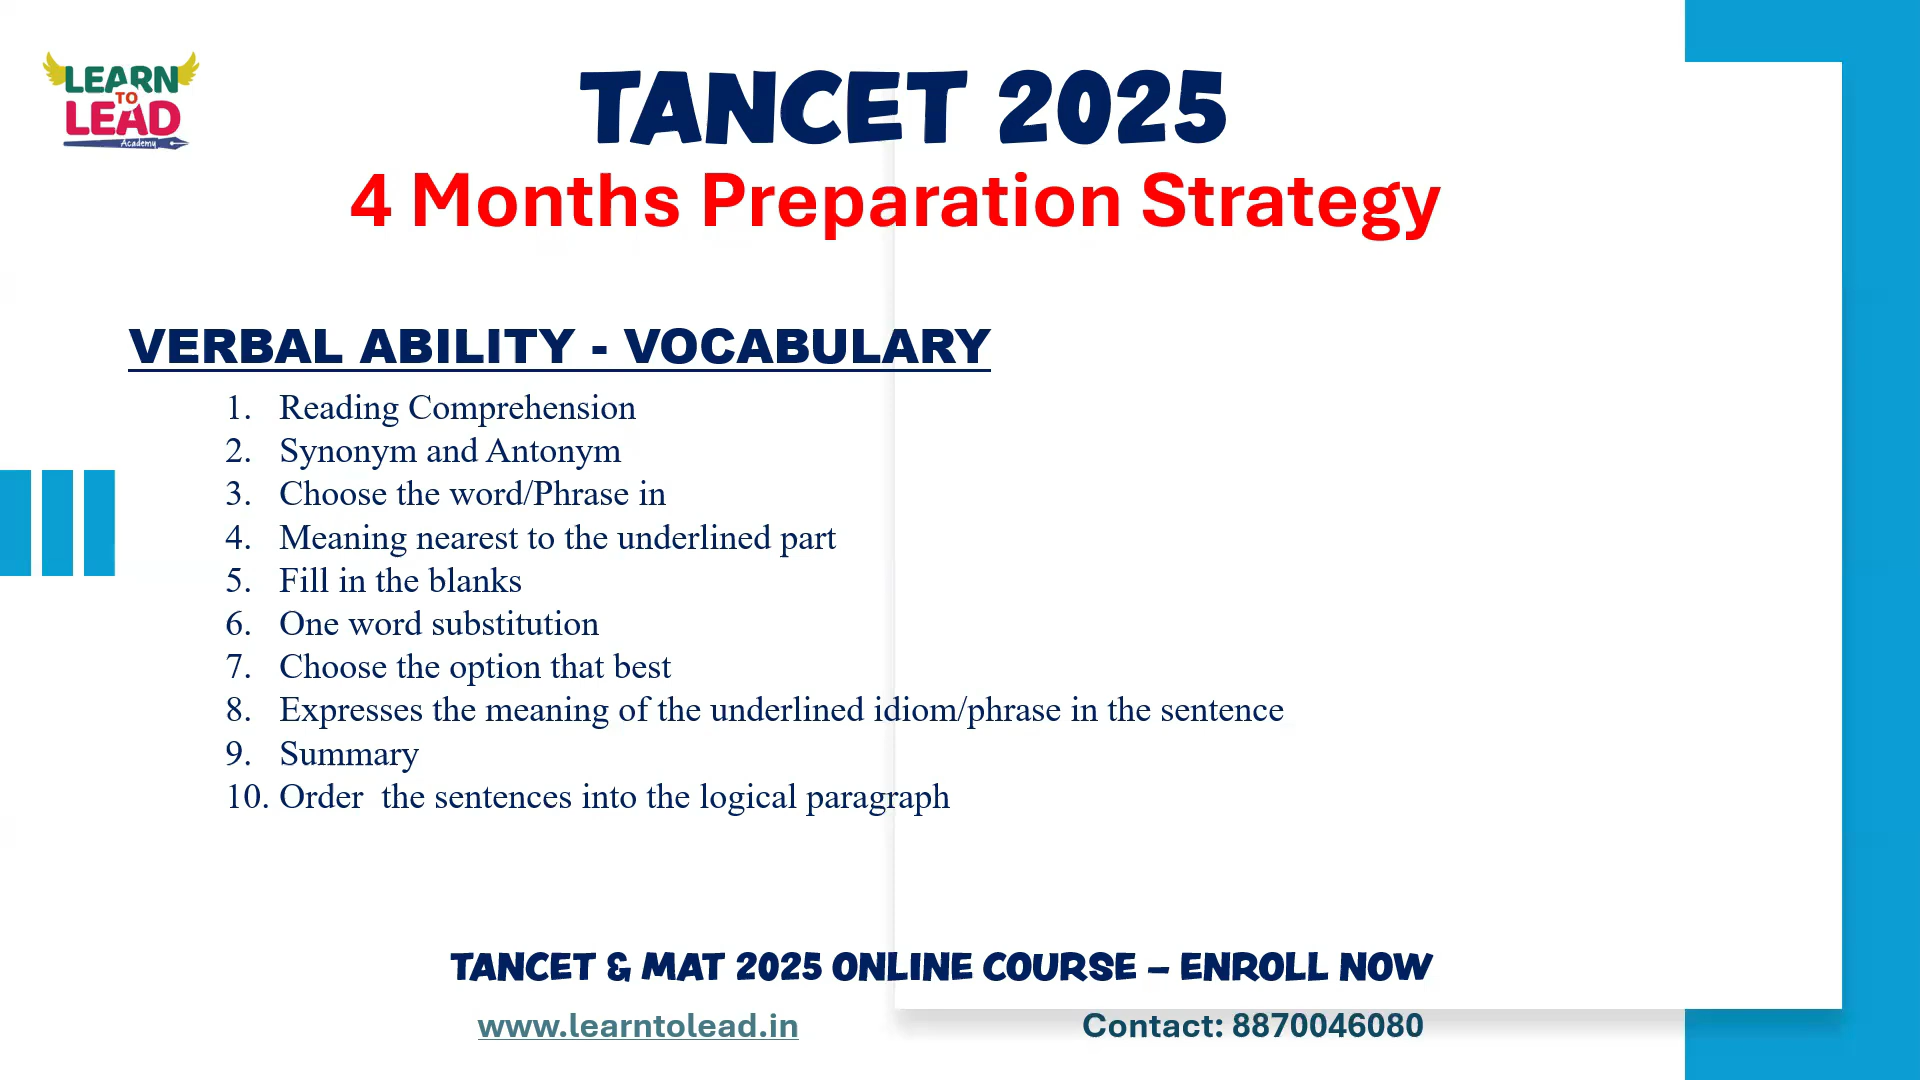 LEARN
TO
LEAD
Academy
TANCET 2025
4 Months Preparation Strategy
VERBAL ABILITY - VOCABULARY
1. Reading Comprehension
2. Synonym and Antonym
3. Choose the word/Phrase in
4. Meaning nearest to the underlined part
5. Fill in the blanks
6. One word substitution
7. Choose the option that best
8. Expresses the meaning of the underlined idiom/phrase in the sentence
9. Summary
10. Order  the sentences into the logical paragraph
TANCET & MAT 2025 ONLINE COURSE – ENROLL NOW
www.learntolead.in
Contact: 8870046080